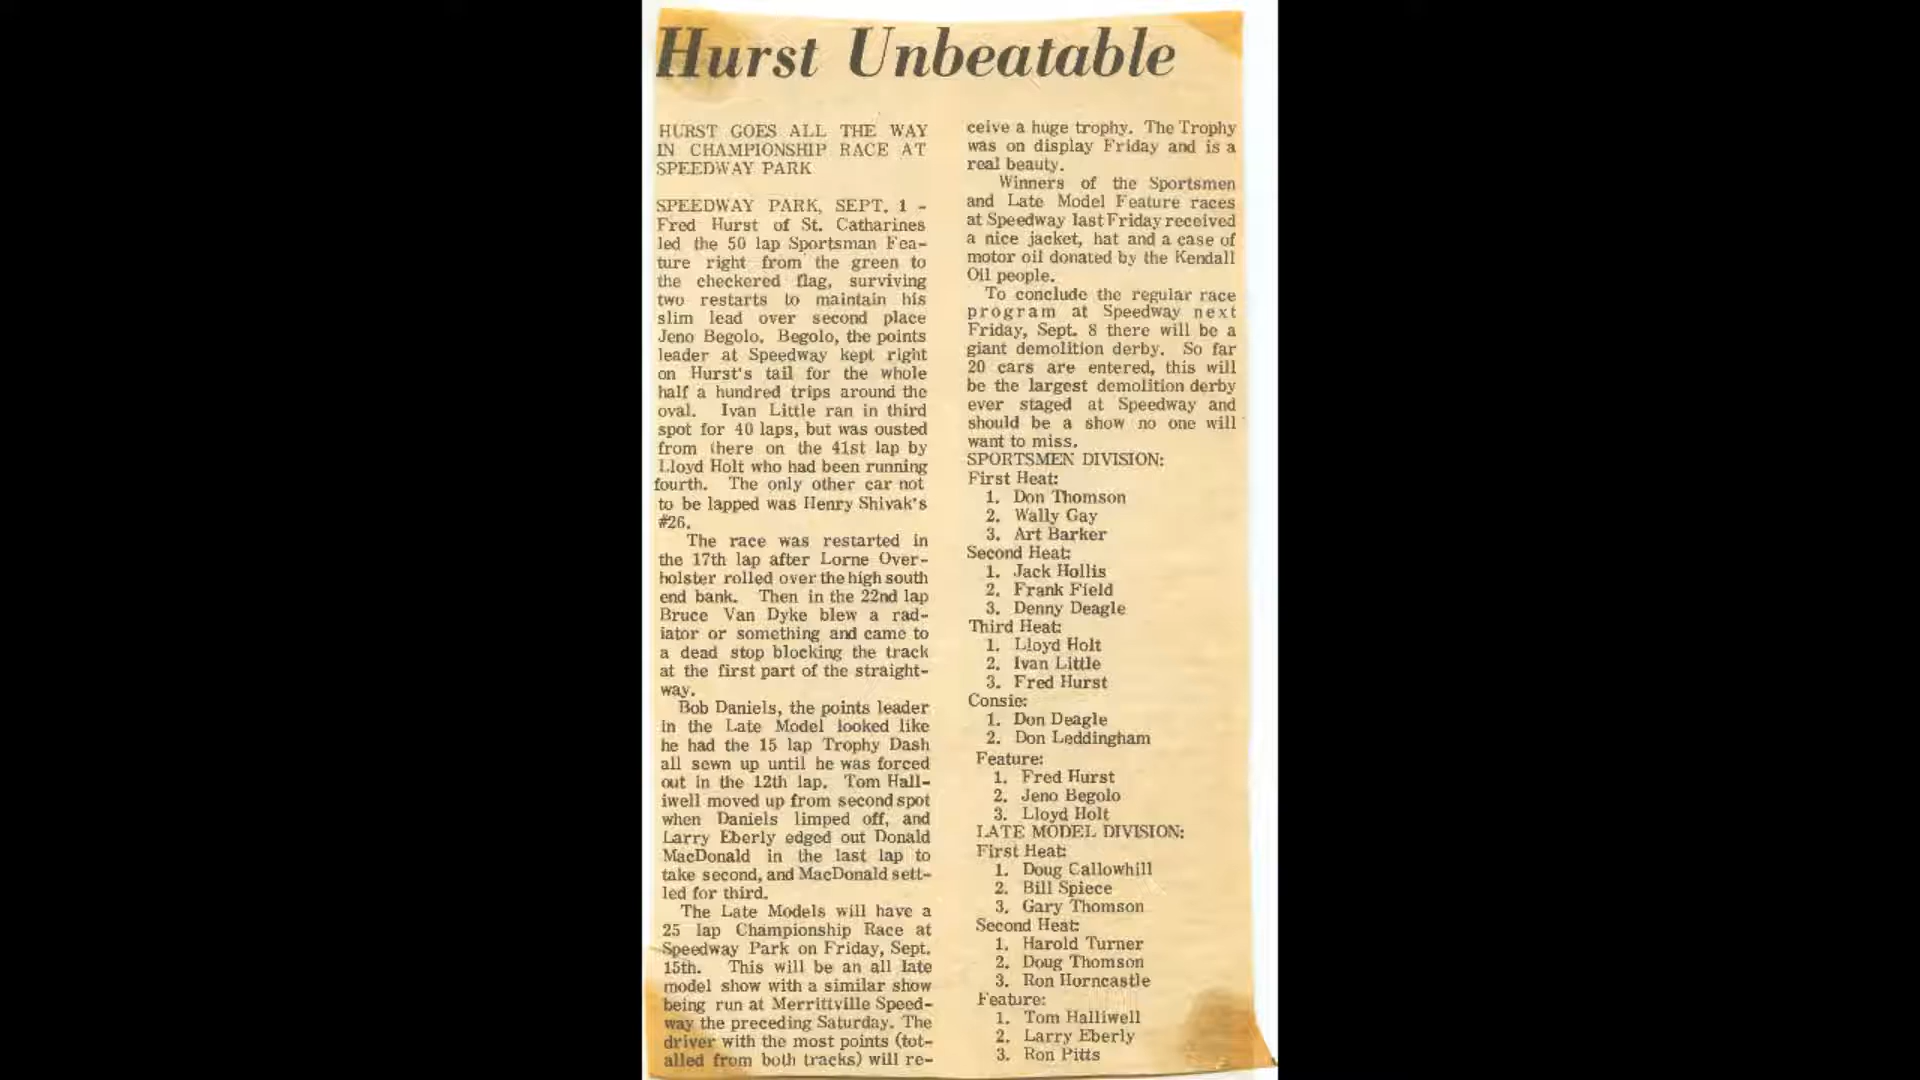 Hurst Unbeatable
HURST GOES ALL THE WAY
IN CHAMPIONSHIP RACE AT
SPEEDWAY PARK
SPEEDWAY PARK, SEPT. 1 -
Fred Hurst of St. Catharines
led the 50 lap Sportsman Fea-
ture right from the green to
the checkered flag, surviving
two restarts to maintain his
slim lead over second place
Jeno Begolo. Begolo, the points
leader at Speedway kept right
on Hurst's tail for the whole
half a hundred trips around the
oval. Ivan Little ran in third
spot for 40 laps, but was ousted
from there on the 41st lap by
Lloyd Holt who had been running
fourth. The only other car not
to be lapped was Henry Shivak's
#26.
The race was restarted in
the 17th lap after Lorne Over-
holster rolled over the high south
end bank. Then in the 22nd lap
Bruce Van Dyke blew a rad-
iator or something and came to
a dead stop blocking the track
at the first part of the straight-
way.
Bob Daniels, the points leader
in the Late Model looked like
he had the 15 lap Trophy Dash
all sewn up until he was forced
out in the 12th lap. Tom Hall-
iwell moved up from second spot
when Daniels limped off, and
Larry Eberly edged out Donald
MacDonald in the last lap to
take second, and MacDonald sett-
led for third.
The Late Models will have a
25 lap Championship Race at
Speedway Park on Friday, Sept.
15th. This will be an all late
model show with a similar show
being run at Merrittville Speed-
way the preceding Saturday. The
driver with the most points (tot-
alled from both tracks) will re-
ceive a huge trophy. The Trophy
was on display Friday and is a
real beauty.
Winners of the Sportsmen
and Late Model Feature races
at Speedway last Friday received
a nice jacket, hat and a case of
motor oil donated by the Kendall
Oil people.
To conclude the regular race
program at Speedway next
Friday, Sept. 8 there will be a
giant demolition derby. So far
20 cars are entered, this will
be the largest demolition derby
ever staged at Speedway and
should be a show no one will
want to miss.
SPORTSMEN DIVISION:
First Heat:
1. Don Thomson
2. Wally Gay
3. Art Barker
Second Heat:
1. Jack Hollis
2. Frank Field
3. Denny Deagle
Third Heat:
1. Lloyd Holt
2. Ivan Little
3. Fred Hurst
Consie:
1. Don Deagle
2. Don Leddingham
Feature:
1. Fred Hurst
2. Jeno Begolo
3. Lloyd Holt
LATE MODEL DIVISION:
First Heat:
1. Doug Callowhill
2. Bill Spiece
3. Gary Thomson
Second Heat:
1. Harold Turner
2. Doug Thomson
3. Ron Horncastle
Feature:
1. Tom Halliwell
2. Larry Eberly
3. Ron Pitts